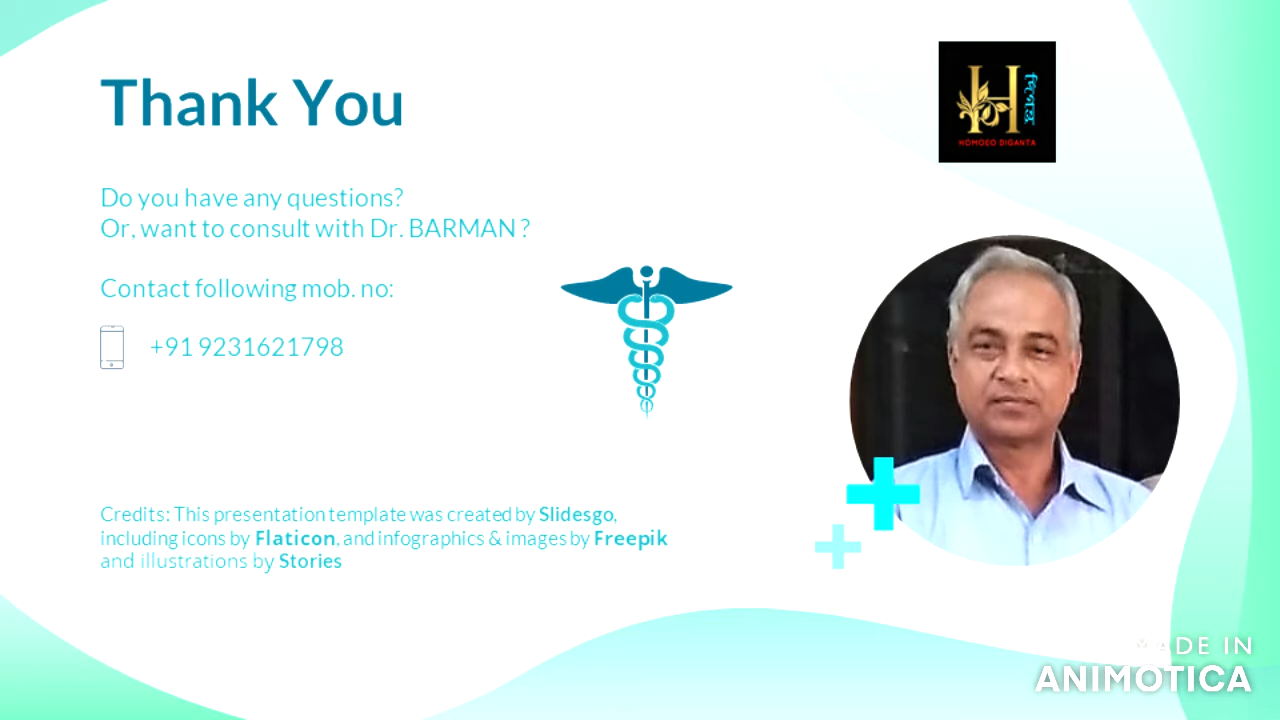 Thank You
Do you have any questions?
Or, want to consult with Dr. BARMAN ?
Contact following mob. no:
+91 9231621798
Credits: This presentation template was created by Slidesgo,
including icons by Flaticon, and infographics & images by Freepik
and illustrations by Stories
H
দিগন্ত
HOMOEO DIGANTA
MADE IN
ANIMOTICA